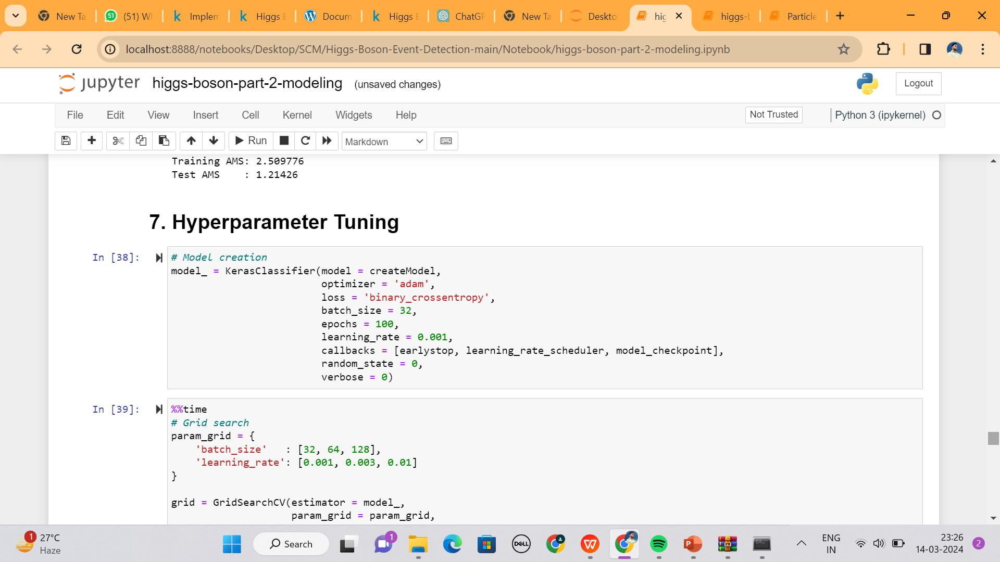 New Ta
(51) W
Implem
Higgs E
Docum
Higgs E
ChatGP
New Ta
Deskto
hig
higgs-b
Particle
localhost:8888/notebooks/Desktop/SCM/Higgs-Boson-Event-Detection-main/Notebook/higgs-boson-part-2-modeling.ipynb
jupyter higgs-boson-part-2-modeling (unsaved changes)
Logout
File Edit View Insert Cell Kernel Widgets Help
Not Trusted
Python 3 (ipykernel)
Run
Markdown
Training AMS: 2.509776
Test AMS    : 1.21426
7. Hyperparameter Tuning
In [38]:
# Model creation
model_ = KerasClassifier(model = createModel,
optimizer = 'adam',
loss = 'binary_crossentropy',
batch_size = 32,
epochs = 100,
learning_rate = 0.001,
callbacks = [earlystop, learning_rate_scheduler, model_checkpoint],
random_state = 0,
verbose = 0)
In [39]:
%%time
# Grid search
param_grid = {
'batch_size'   : [32, 64, 128],
'learning_rate': [0.001, 0.003, 0.01]
}
grid = GridSearchCV(estimator = model_,
param_grid = param_grid,
1
27°C
Haze
Search
1
DELL
ENG
IN
23:26
14-03-2024
2